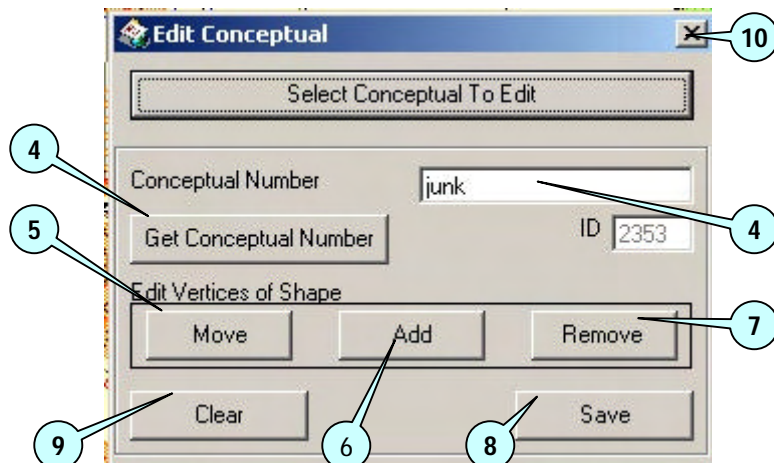 Edit Conceptual
10
Select Conceptual To Edit
4
Conceptual Number
junk
4
Get Conceptual Number
ID 2353
5
Edit Vertices of Shape
Move
Add
Remove
7
Clear
Save
9
6
8